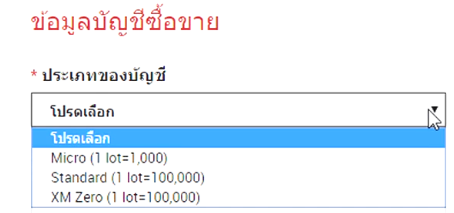 ข้อมูลบัญชีซื้อขาย
* ประเภทของบัญชี
โปรดเลือก
โปรดเลือก
Micro (1 lot=1,000)
Standard (1 lot=100,000)
XM Zero (1 lot=100,000)